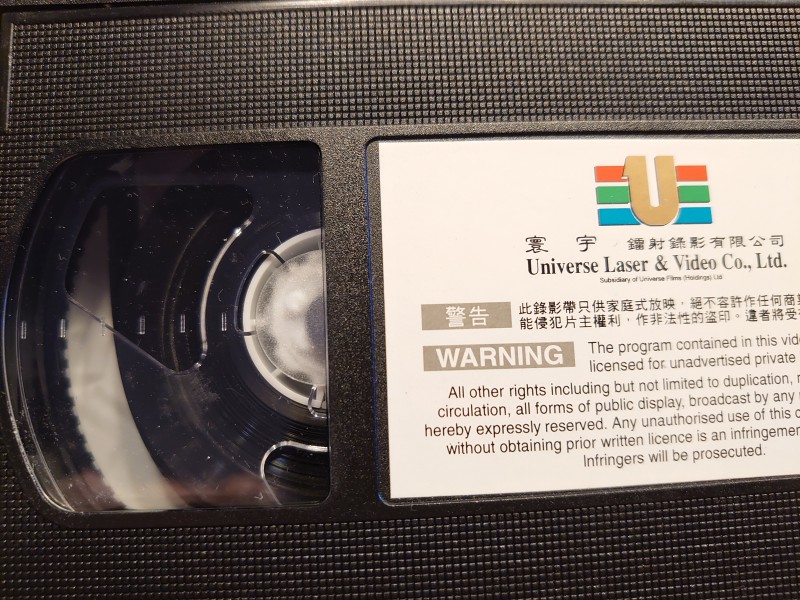 U
寰宇鐳射錄影有限公司
Universe Laser & Video Co., Ltd.
Subsidiary of Universe Films (Holdings) Ltd
警告
此錄影帶只供家庭式放映，絕不容許作任何商
能侵犯片主權利，作非法性的盜印。違者將受
WARNING
The program contained in this
licensed for unadvertised private
All other rights including but not limited to duplication,
circulation, all forms of public display, broadcast by any
hereby expressly reserved. Any unauthorised use of this
without obtaining prior written licence is an
Infringers will be prosecuted.